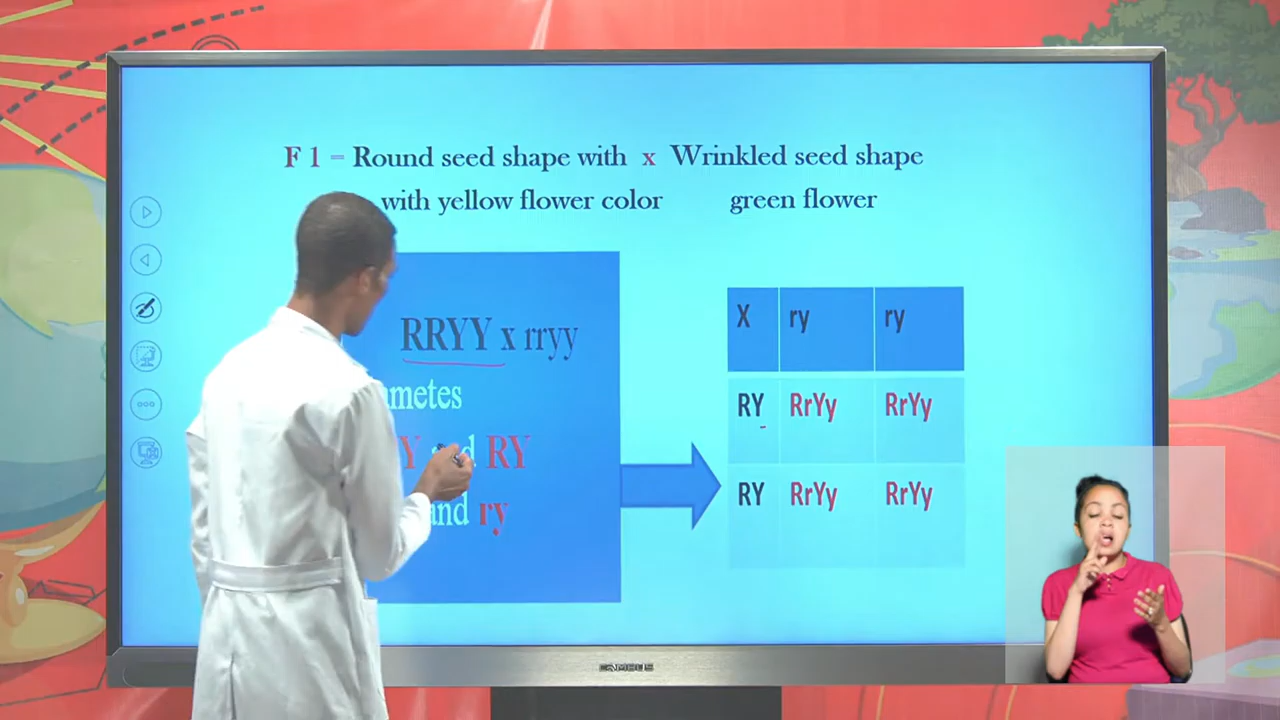 F 1 – Round seed shape with x Wrinkled seed shape
with yellow flower color green flower
RRYY x rryy
metes
Y and RY
and ry
X ry ry
RY RrYy RrYy
RY RrYy RrYy